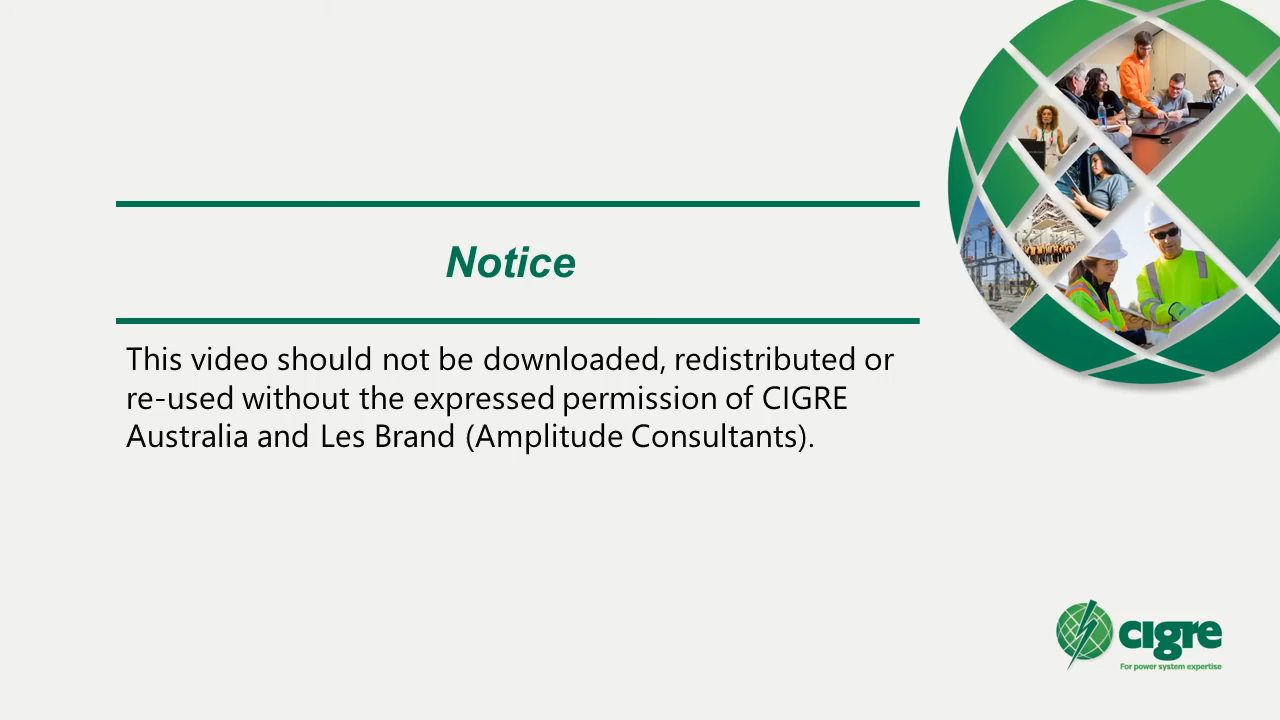 Notice
This video should not be downloaded, redistributed or
re-used without the expressed permission of CIGRE
Australia and Les Brand (Amplitude Consultants).
cigre
For power system expertise